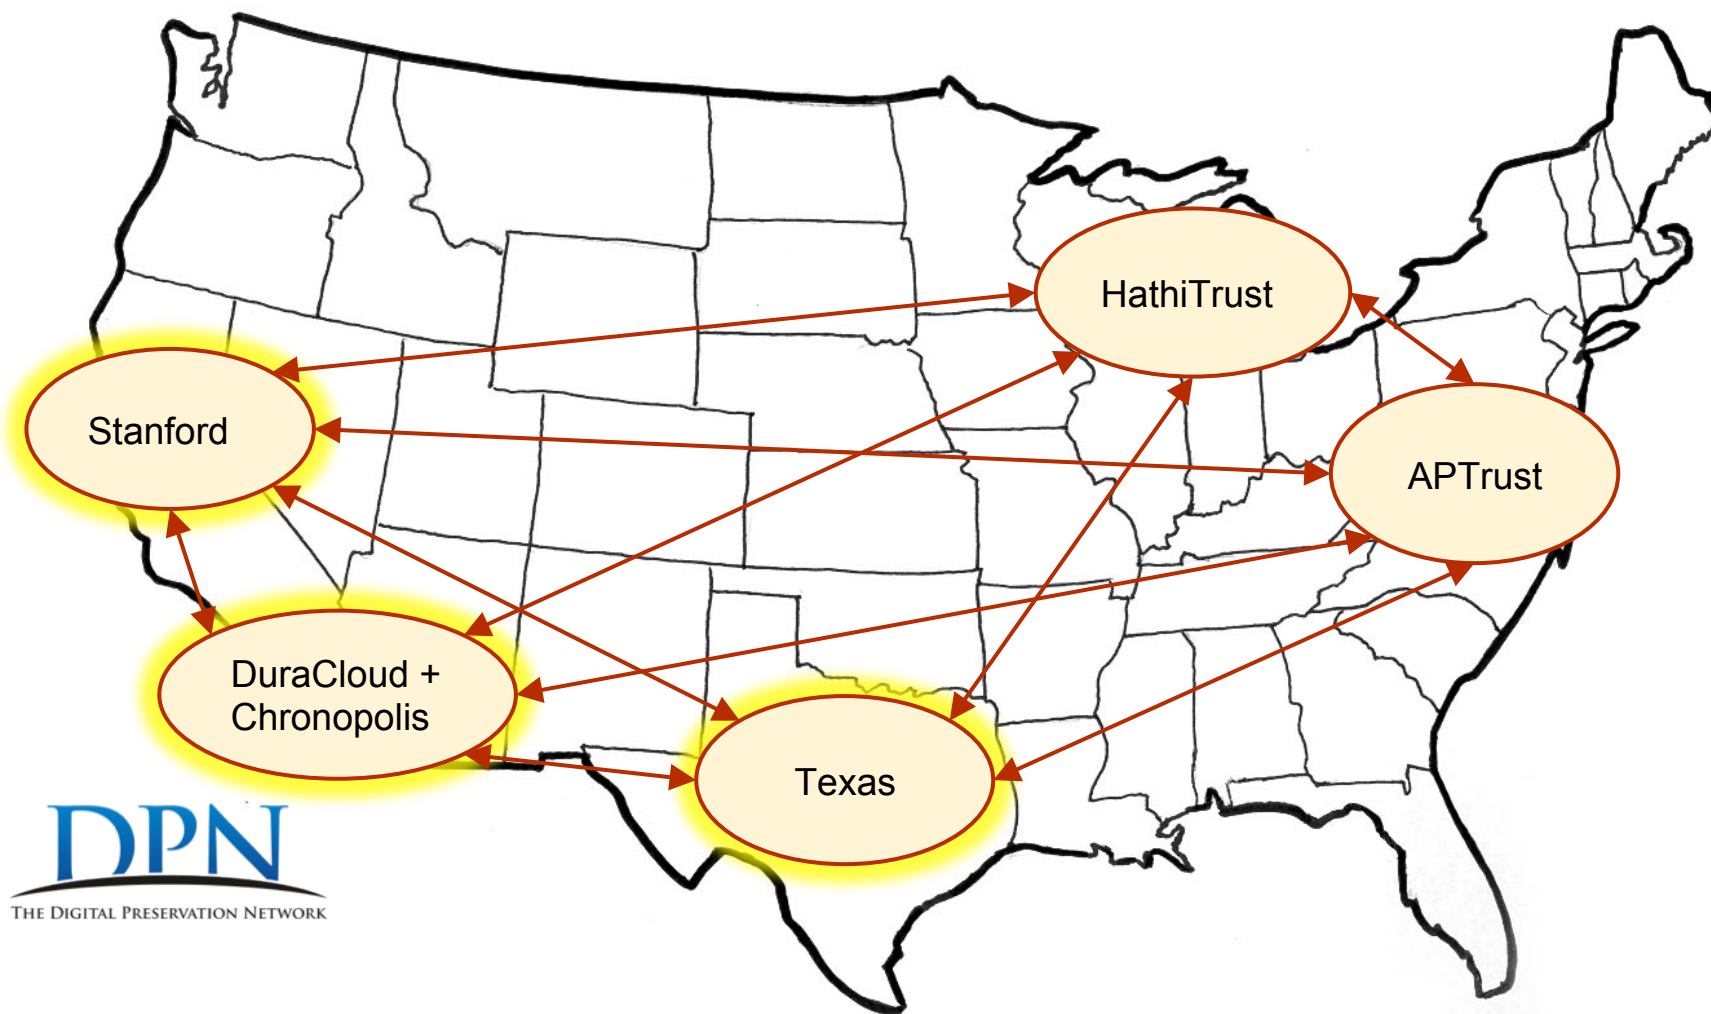 HathiTrust
Stanford
APTrust
DuraCloud +
Chronopolis
Texas
DPN
THE DIGITAL PRESERVATION NETWORK